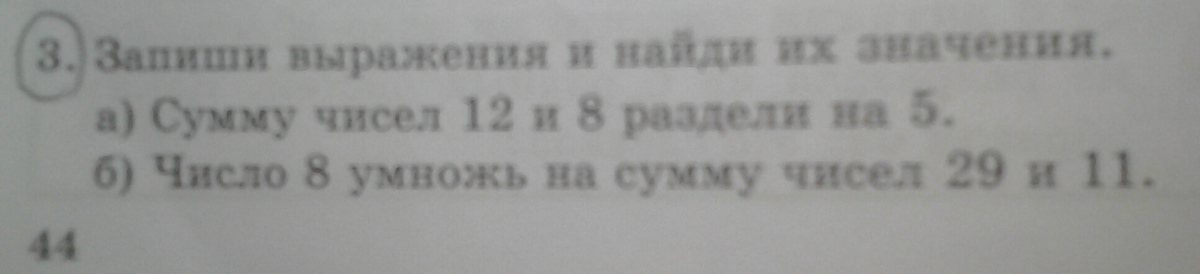 3. Запиши выражения и найди их значения.
а) Сумму чисел 12 и 8 раздели на 5.
б) Число 8 умножь на сумму чисел 29 и 11.
44